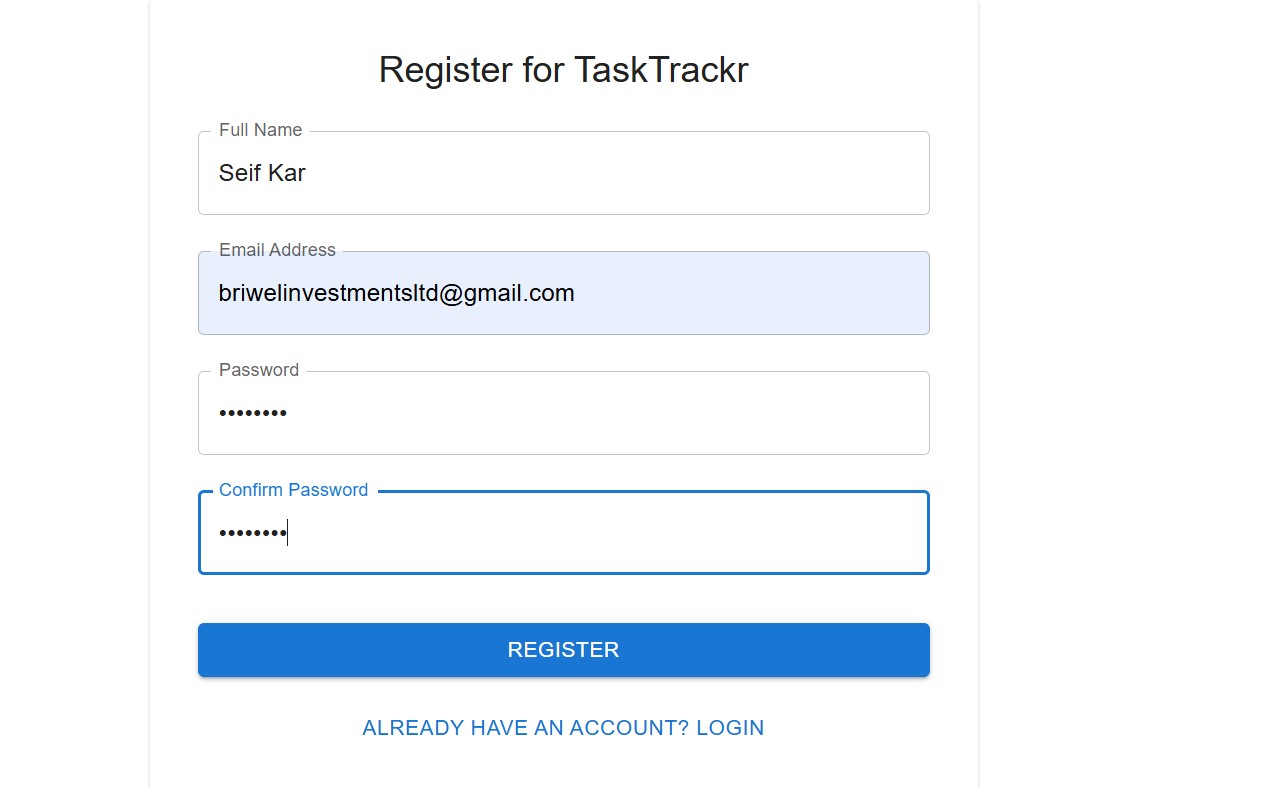 Register for TaskTrackr
Full Name
Seif Kar
Email Address
briwelinvestmentsltd@gmail.com
Password
••••••••
Confirm Password
••••••••
REGISTER
ALREADY HAVE AN ACCOUNT? LOGIN